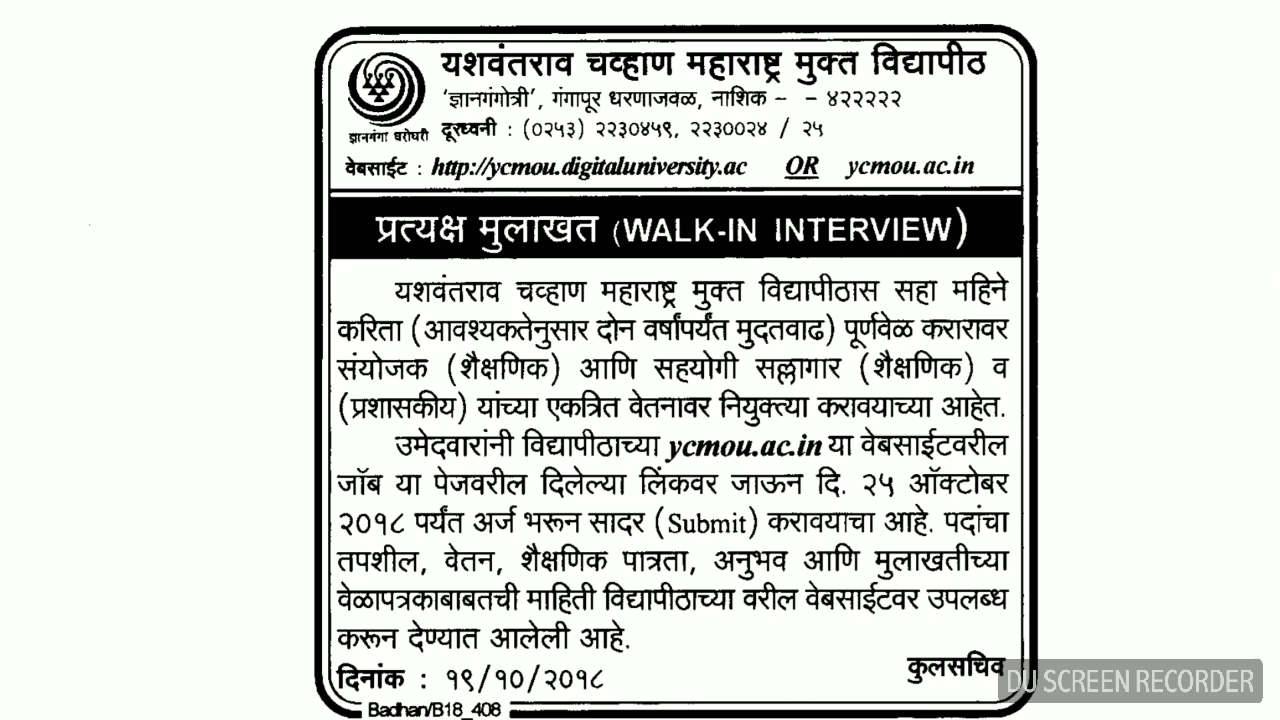 यशवंतराव चव्हाण महाराष्ट्र मुक्त विद्यापीठ
'ज्ञानगंगोत्री', गंगापूर धरणाजवळ, नाशिक - - ४२२२२२
ज्ञानगंगा घरोघरी
दूरध्वनी : (०२५३) २२३०४५९, २२३००२४ / २५
वेबसाईट : http://ycmou.digitaluniversity.ac OR ycmou.ac.in
प्रत्यक्ष मुलाखत (WALK-IN INTERVIEW)
यशवंतराव चव्हाण महाराष्ट्र मुक्त विद्यापीठास सहा महिने
करिता (आवश्यकतेनुसार दोन वर्षांपर्यंत मुदतवाढ) पूर्णवेळ करारावर
संयोजक (शैक्षणिक) आणि सहयोगी सल्लागार (शैक्षणिक) व
(प्रशासकीय) यांच्या एकत्रित वेतनावर नियुक्त्या करावयाच्या आहेत.
उमेदवारांनी विद्यापीठाच्या ycmou.ac.in या वेबसाईटवरील
जॉब या पेजवरील दिलेल्या लिंकवर जाऊन दि. २५ ऑक्टोबर
२०१८ पर्यंत अर्ज भरून सादर (Submit) करावयाचा आहे. पदांचा
तपशील, वेतन, शैक्षणिक पात्रता, अनुभव आणि मुलाखतीच्या
वेळापत्रकाबाबतची माहिती विद्यापीठाच्या वरील वेबसाईटवर उपलब्ध
करून देण्यात आलेली आहे.
दिनांक : १९/१०/२०१८
कुलसचिव
Badhan/B18_408
DU SCREEN RECORDER